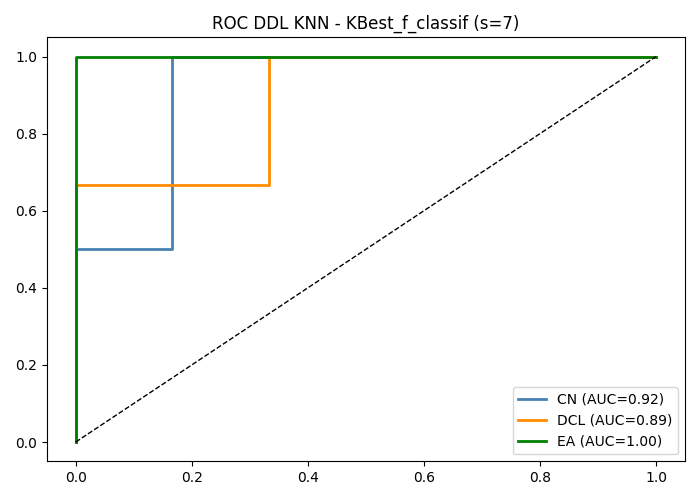 ROC DDL KNN - KBest_f_classif (s=7)
1.0
0.8
0.6
0.4
0.2
0.0
0.0 0.2 0.4 0.6 0.8 1.0
CN (AUC=0.92)
DCL (AUC=0.89)
EA (AUC=1.00)